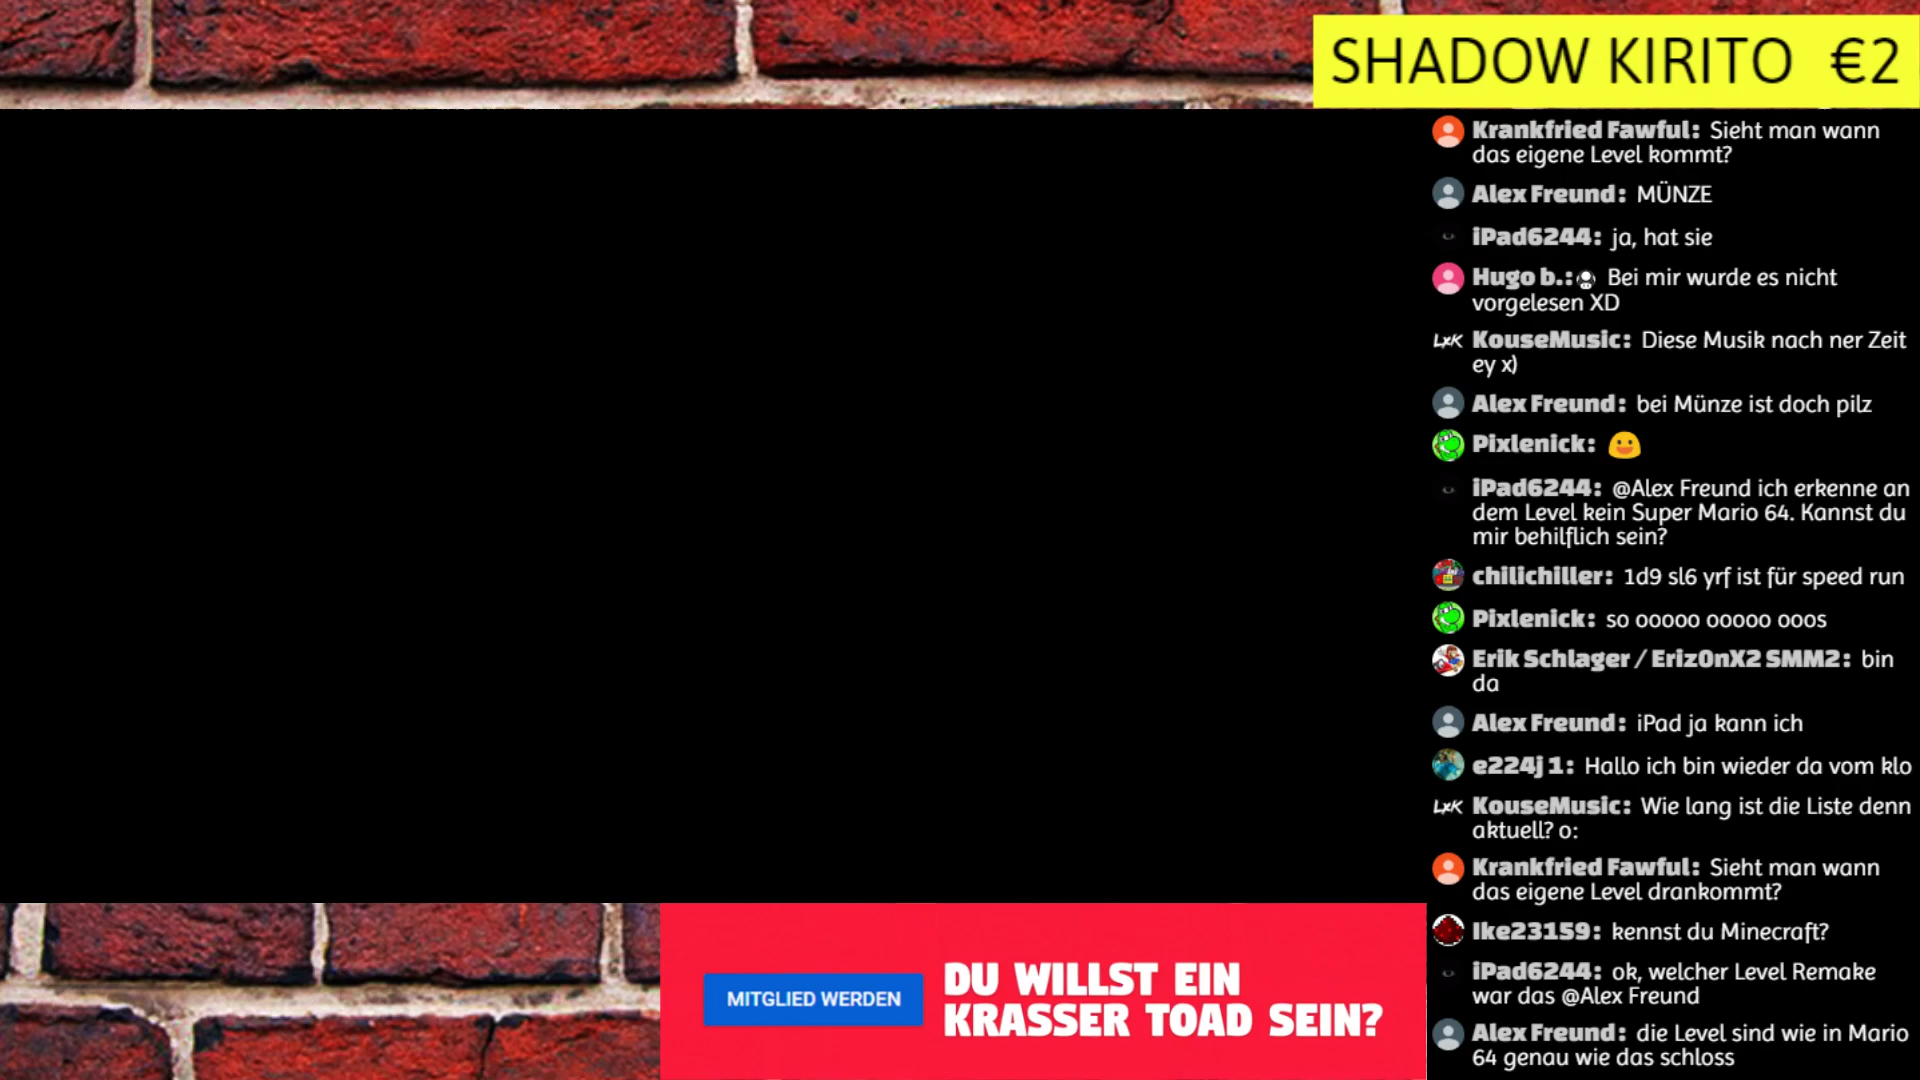 SHADOW KIRITO €2
Krankfried Fawful: Sieht man wann
das eigene Level kommt?
Alex Freund: MÜNZE
iPad6244: ja, hat sie
Hugo b.: Bei mir wurde es nicht
vorgelesen XD
LxK KouseMusic: Diese Musik nach ner Zeit
ey x)
Alex Freund: bei Münze ist doch pilz
Pixlenick:
iPad6244: @Alex Freund ich erkenne an
dem Level kein Super Mario 64. Kannst du
mir behilflich sein?
chilichiller: 1d9 sl6 yrf ist für speed run
Pixlenick: so ooooo ooooo ooos
Erik Schlager / Eriz0nX2 SMM2: bin
da
Alex Freund: iPad ja kann ich
e224j 1: Hallo ich bin wieder da vom klo
LxK KouseMusic: Wie lang ist die Liste denn
aktuell? o:
Krankfried Fawful: Sieht man wann
das eigene Level drankommt?
Ike23159: kennst du Minecraft?
iPad6244: ok, welcher Level Remake
war das @Alex Freund
Alex Freund: die Level sind wie in Mario
64 genau wie das schloss
MITGLIED WERDEN
DU WILLST EIN
KRASSER TOAD SEIN?